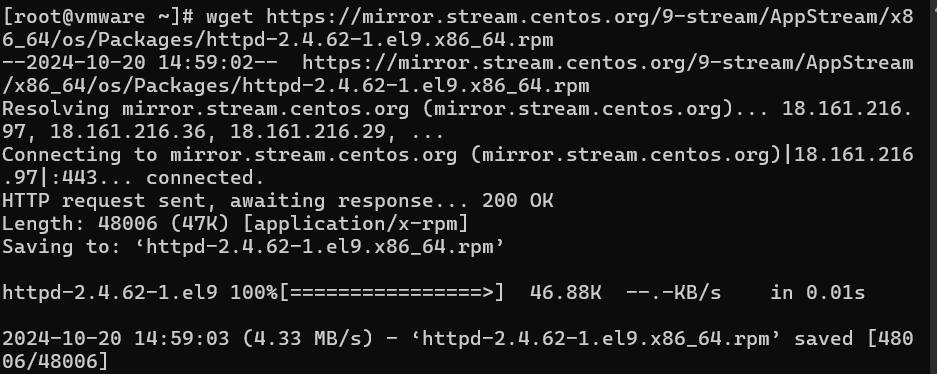 [root@vmware ~]# wget https://mirror.stream.centos.org/9-stream/AppStream/x8
6_64/os/Packages/httpd-2.4.62-1.el9.x86_64.rpm
--2024-10-20 14:59:02--  https://mirror.stream.centos.org/9-stream/AppStream
/x86_64/os/Packages/httpd-2.4.62-1.el9.x86_64.rpm
Resolving mirror.stream.centos.org (mirror.stream.centos.org)... 18.161.216.
97, 18.161.216.36, 18.161.216.29, ...
Connecting to mirror.stream.centos.org (mirror.stream.centos.org)|18.161.216
.97|:443... connected.
HTTP request sent, awaiting response... 200 OK
Length: 48006 (47K) [application/x-rpm]
Saving to: ‘httpd-2.4.62-1.el9.x86_64.rpm’

httpd-2.4.62-1.el9 100%[================>]  46.88K  --.-KB/s    in 0.01s

2024-10-20 14:59:03 (4.33 MB/s) - ‘httpd-2.4.62-1.el9.x86_64.rpm’ saved [480
06/48006]